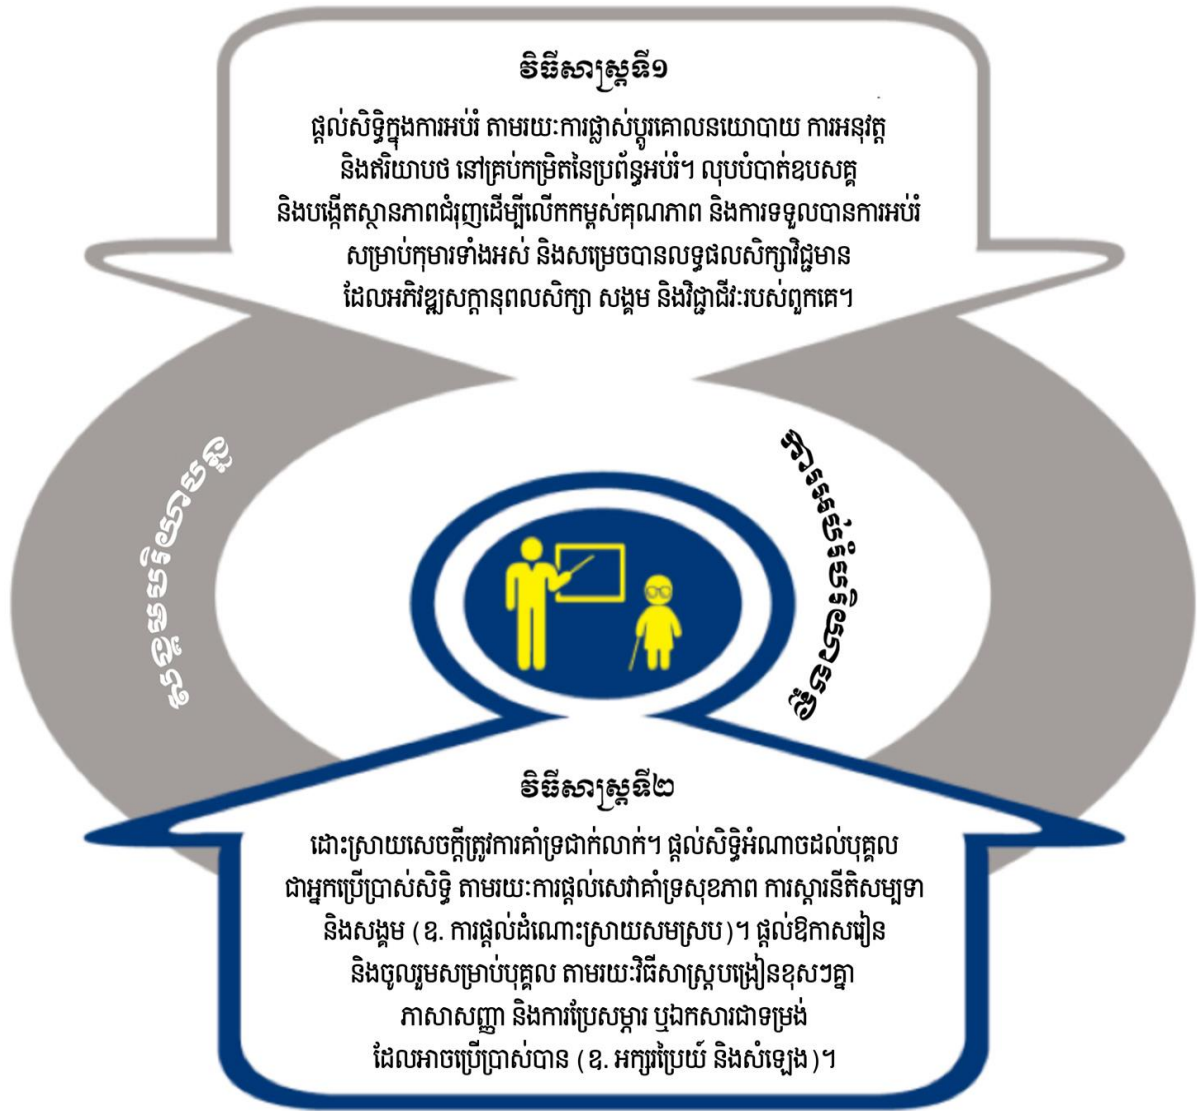 វិធីសាស្ត្រទី១
ផ្តល់សិទ្ធិក្នុងការអប់រំ តាមរយៈការផ្លាស់ប្តូរគោលនយោបាយ ការអនុវត្ត
និងឥរិយាបថ នៅគ្រប់កម្រិតនៃប្រព័ន្ធអប់រំ។ លុបបំបាត់ឧបសគ្គ
និងបង្កើតស្ថានភាពជំរុញដើម្បីលើកកម្ពស់គុណភាព និងការទទួលបានការអប់រំ
សម្រាប់កុមារទាំងអស់ និងសម្រេចបានលទ្ធផលសិក្សាវិជ្ជមាន
ដែលអភិវឌ្ឍសក្តានុពលសិក្សា សង្គម និងវិជ្ជាជីវៈរបស់ពួកគេ។
សង្គមបរិយាបន្ន
ការអប់រំបរិយាបន្ន
វិធីសាស្ត្រទី២
ដោះស្រាយសេចក្តីត្រូវការគាំទ្រជាក់លាក់។ ផ្តល់សិទ្ធិអំណាចដល់បុគ្គល
ជាអ្នកប្រើប្រាស់សិទ្ធិ តាមរយៈការផ្តល់សេវាគាំទ្រសុខភាព ការស្តារនីតិសម្បទា
និងសង្គម (ឧ. ការផ្តល់ដំណោះស្រាយសមស្រប)។ ផ្តល់ឱកាសរៀន
និងចូលរួមសម្រាប់បុគ្គល តាមរយៈវិធីសាស្ត្របង្រៀនខុសៗគ្នា
ភាសាសញ្ញា និងការប្រែសម្ភារ ឬឯកសារជាទម្រង់
ដែលអាចប្រើប្រាស់បាន (ឧ. អក្សរប្រៃយ៍ និងសំឡេង)។